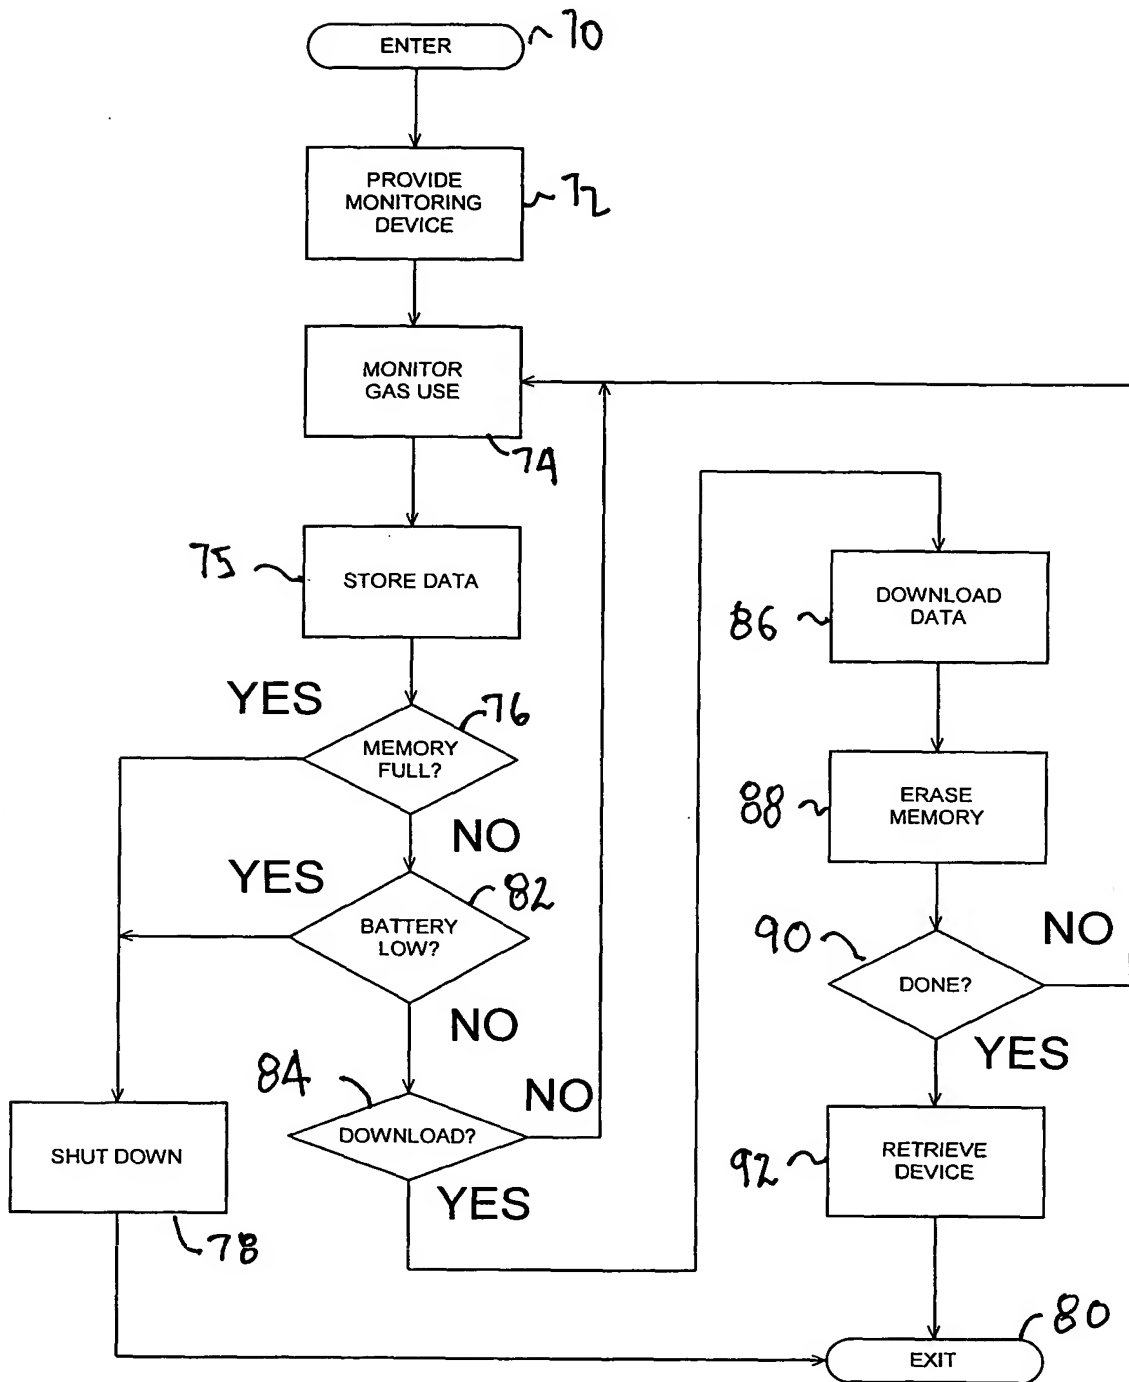 ENTER
70
PROVIDE
MONITORING
DEVICE
72
MONITOR
GAS USE
74
75
STORE DATA
YES
76
MEMORY
FULL?
NO
YES
82
BATTERY
LOW?
NO
84
DOWNLOAD?
NO
YES
SHUT DOWN
78
DOWNLOAD
DATA
86
ERASE
MEMORY
88
90
NO
DONE?
YES
RETRIEVE
DEVICE
92
80
EXIT